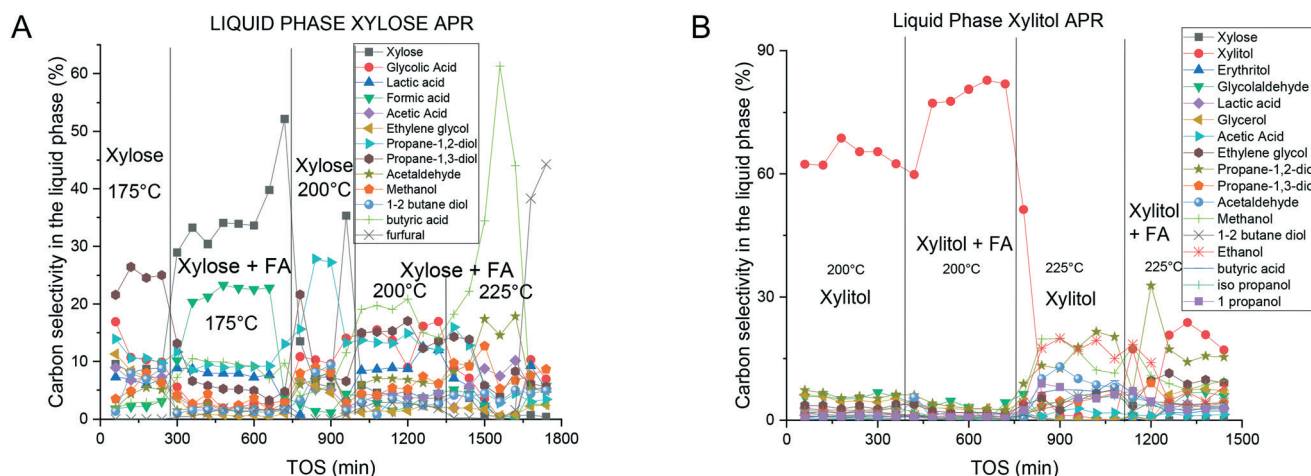 A
LIQUID PHASE XYLOSE APR
Carbon selectivity in the liquid phase (%)
60
50
40
30
20
10
0
0
300
600
900
1200
1500
1800
TOS (min)
Xylose
175°C
Xylose + FA
175°C
Xylose
200°C
Xylose + FA
200°C
225°C
Xylose
Glycolic Acid
Lactic acid
Formic acid
Acetic Acid
Ethylene glycol
Propane-1,2-diol
Propane-1,3-diol
Acetaldehyde
Methanol
1-2 butane diol
butyric acid
furfural
B
Liquid Phase Xylitol APR
Carbon selectivity in the liquid phase (%)
90
60
30
0
0
300
600
900
1200
1500
TOS (min)
200°C
Xylitol
Xylitol + FA
200°C
225°C
Xylitol
Xylitol
+ FA
225°C
Xylose
Xylitol
Erythritol
Glycolaldehyde
Lactic acid
Glycerol
Acetic Acid
Ethylene glycol
Propane-1,2-dio
Propane-1,3-dio
Acetaldehyde
Methanol
1-2 butane diol
Ethanol
butyric acid
iso propanol
1 propanol